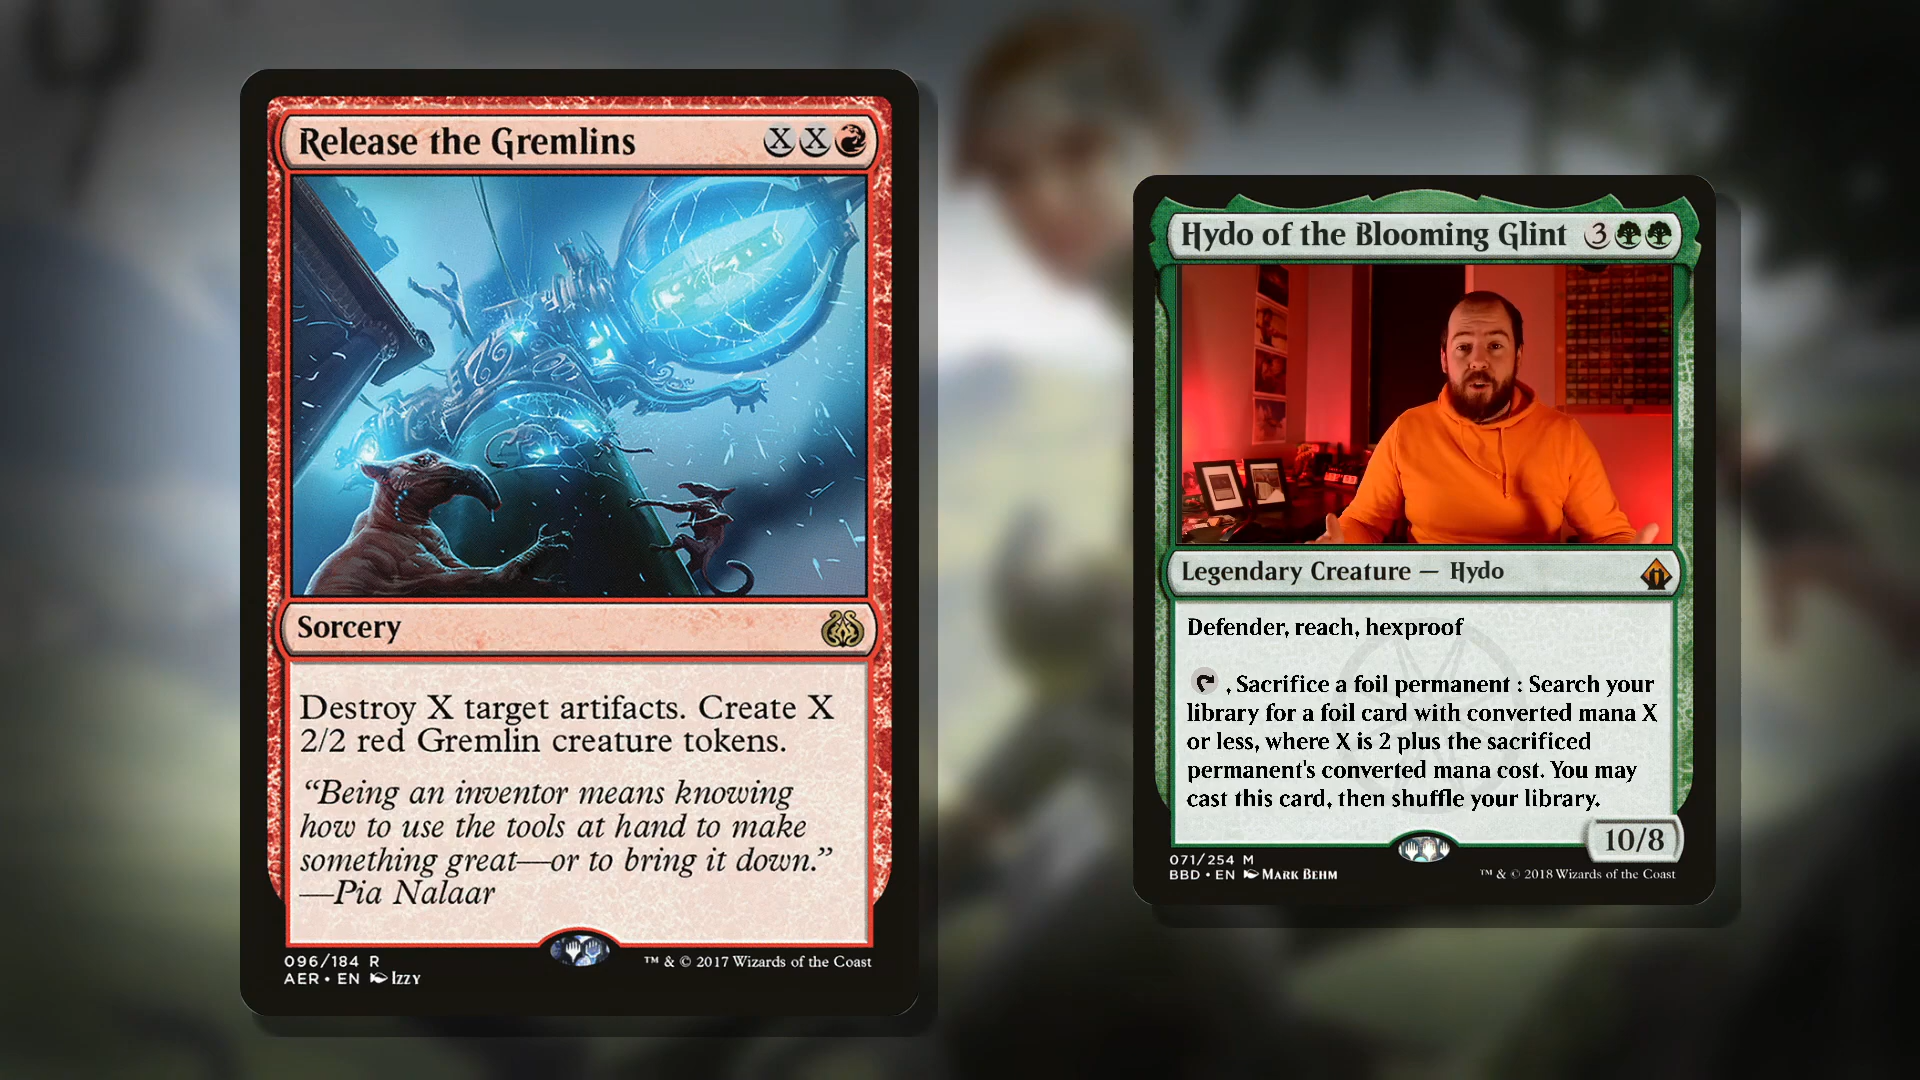 Release the Gremlins XX
Sorcery
Destroy X target artifacts. Create X
2/2 red Gremlin creature tokens.
“Being an inventor means knowing
how to use the tools at hand to make
something great—or to bring it down.”
—Pia Nalaar
096/184 R
AER • EN Izzy
™ & © 2017 Wizards of the Coast
Hydo of the Blooming Glint 3
Legendary Creature — Hydo
Defender, reach, hexproof
, Sacrifice a foil permanent : Search your
library for a foil card with converted mana X
or less, where X is 2 plus the sacrificed
permanent's converted mana cost. You may
cast this card, then shuffle your library.
10/8
071/254 M
BBD • EN Mark Behm
™ & © 2018 Wizards of the Coast